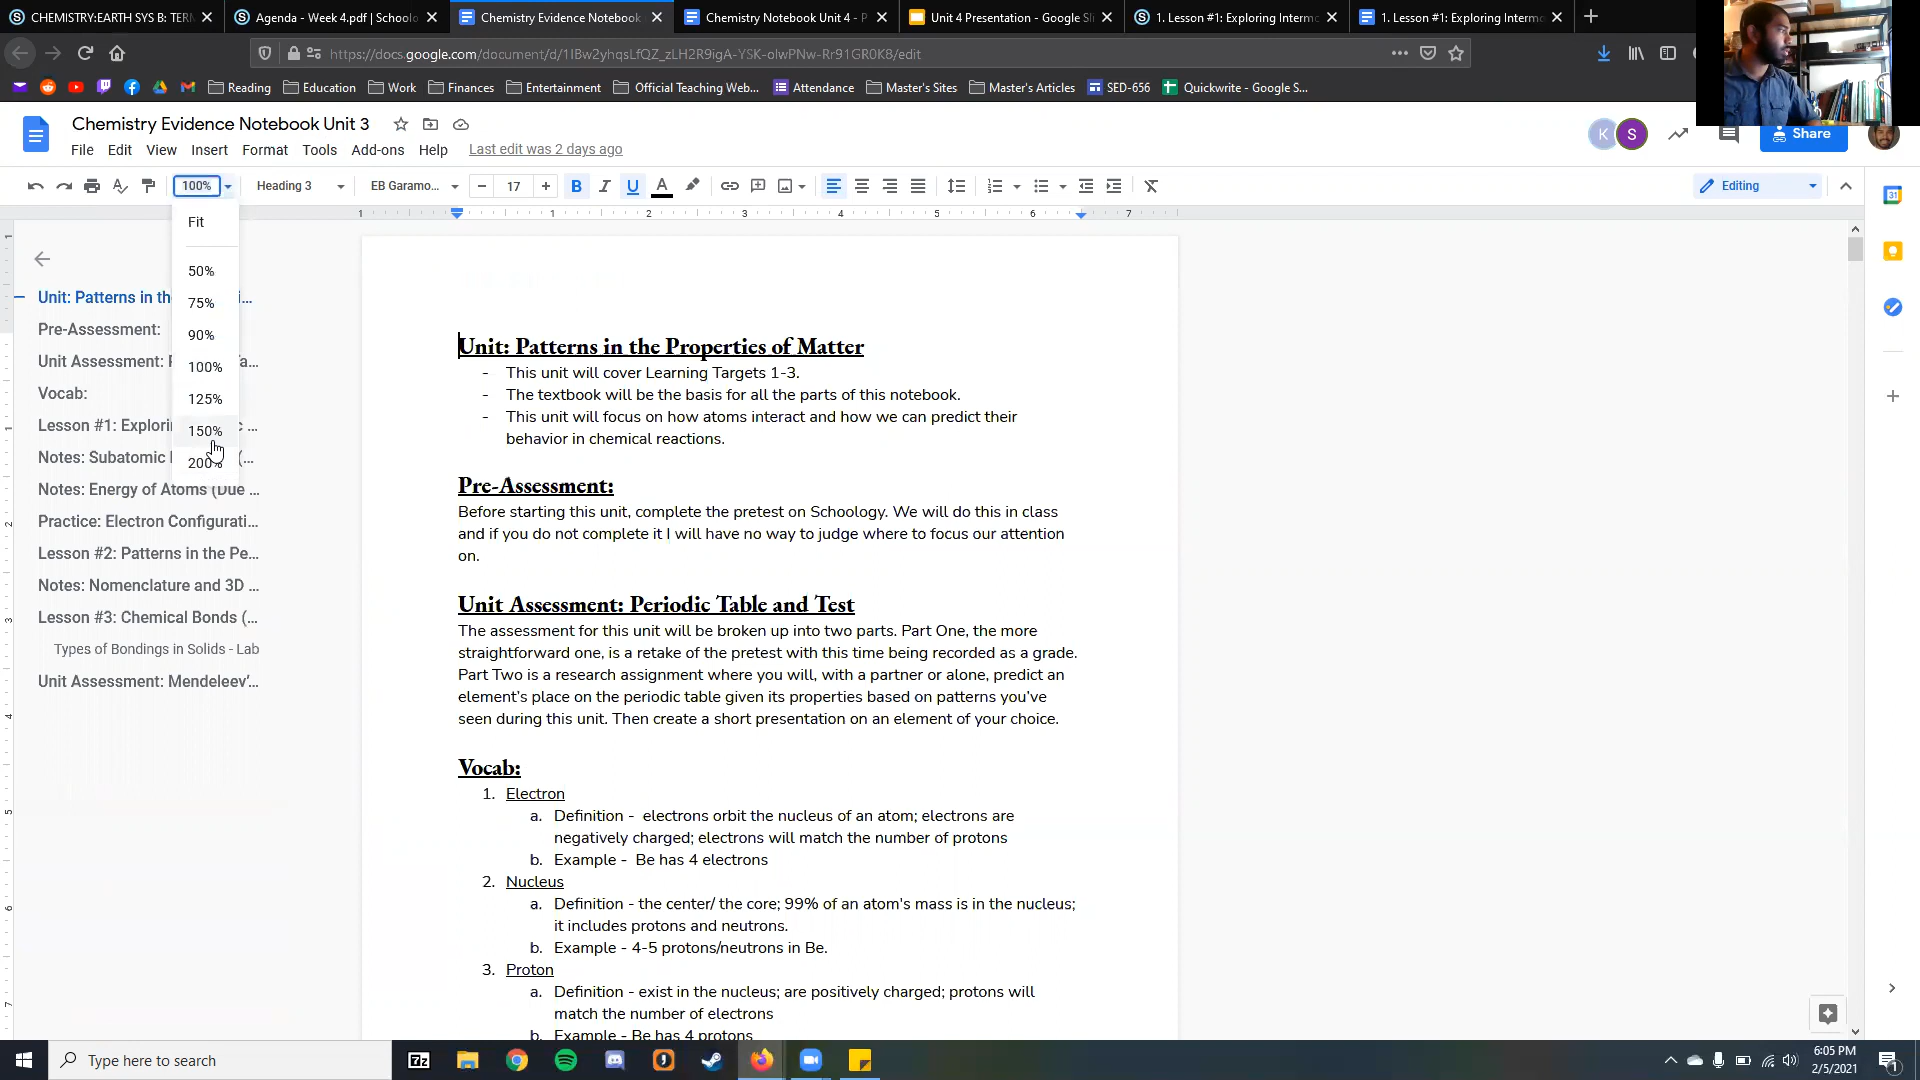 CHEMISTRY:EARTH SYS B: TERM
Agenda - Week 4.pdf | Schoolo
Chemistry Evidence Notebook
Chemistry Notebook Unit 4 - P
Unit 4 Presentation - Google Sl
1. Lesson #1: Exploring Intermo
1. Lesson #1: Exploring Intermo
Reading Education Work Finances Entertainment Official Teaching Web... Attendance Master's Sites Master's Articles SED-656 Quickwrite - Google S...
Chemistry Evidence Notebook Unit 3
K S Share
File Edit View Insert Format Tools Add-ons Help Last edit was 2 days ago
100% Heading 3 EB Garamo... 17 B I U A Editing
1 1 2 3 4 5 6 7
Fit
50%
75%
90%
100%
125%
150%
200%
Unit: Patterns in th
Pre-Assessment:
Unit Assessment:
Vocab:
Lesson #1: Explori
Notes: Subatomic
Notes: Energy of Atoms (Due ...
Practice: Electron Configurati...
Lesson #2: Patterns in the Pe...
Notes: Nomenclature and 3D ...
Lesson #3: Chemical Bonds (...
Types of Bondings in Solids - Lab
Unit Assessment: Mendeleev'...
Unit: Patterns in the Properties of Matter
- This unit will cover Learning Targets 1-3.
- The textbook will be the basis for all the parts of this notebook.
- This unit will focus on how atoms interact and how we can predict their
behavior in chemical reactions.
Pre-Assessment:
Before starting this unit, complete the pretest on Schoology. We will do this in class
and if you do not complete it I will have no way to judge where to focus our attention
on.
Unit Assessment: Periodic Table and Test
The assessment for this unit will be broken up into two parts. Part One, the more
straightforward one, is a retake of the pretest with this time being recorded as a grade.
Part Two is a research assignment where you will, with a partner or alone, predict an
element's place on the periodic table given its properties based on patterns you've
seen during this unit. Then create a short presentation on an element of your choice.
Vocab:
1. Electron
a. Definition - electrons orbit the nucleus of an atom; electrons are
negatively charged; electrons will match the number of protons
b. Example - Be has 4 electrons
2. Nucleus
a. Definition - the center/ the core; 99% of an atom's mass is in the nucleus;
it includes protons and neutrons.
b. Example - 4-5 protons/neutrons in Be.
3. Proton
a. Definition - exist in the nucleus; are positively charged; protons will
match the number of electrons
b. Example - Be has 4 protons
Type here to search
6:05 PM
2/5/2021